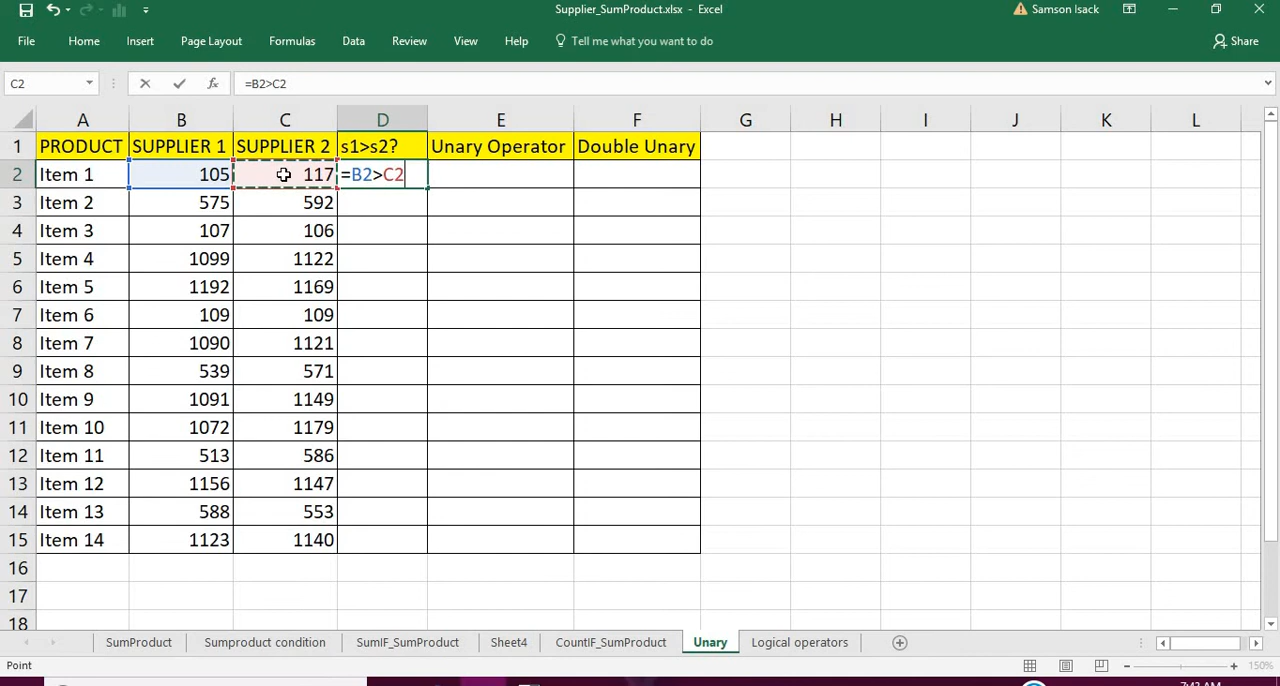 Supplier_SumProduct.xlsx - Excel
Samson Isack
File Home Insert Page Layout Formulas Data Review View Help Tell me what you want to do Share
C2 fx =B2>C2
A B C D E F G H I J K L
1 PRODUCT SUPPLIER 1 SUPPLIER 2 s1>s2? Unary Operator Double Unary
2 Item 1 105 117 =B2>C2
3 Item 2 575 592
4 Item 3 107 106
5 Item 4 1099 1122
6 Item 5 1192 1169
7 Item 6 109 109
8 Item 7 1090 1121
9 Item 8 539 571
10 Item 9 1091 1149
11 Item 10 1072 1179
12 Item 11 513 586
13 Item 12 1156 1147
14 Item 13 588 553
15 Item 14 1123 1140
16
17
18
SumProduct Sumproduct condition SumIF_SumProduct Sheet4 CountIF_SumProduct Unary Logical operators
Point 150%